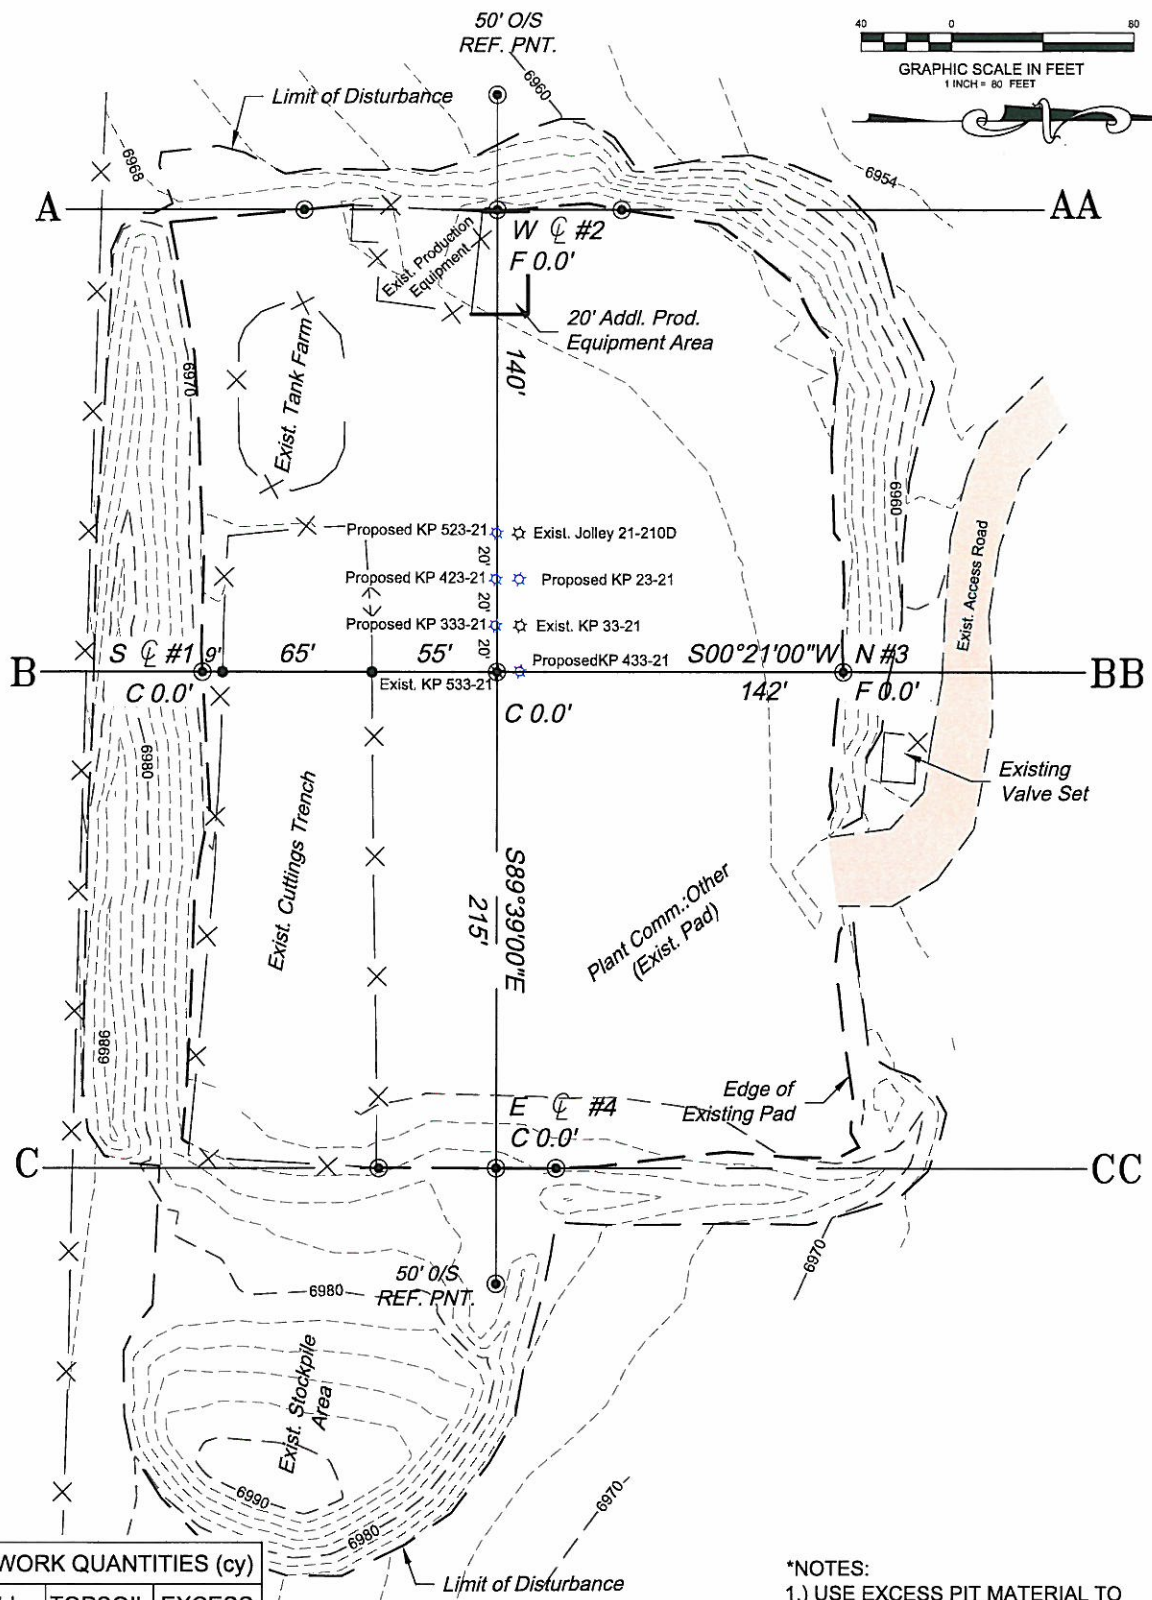 50' O/S
REF. PNT.
40 0 80
GRAPHIC SCALE IN FEET
1 INCH = 80 FEET
Limit of Disturbance
6960
6968
6954
A
AA
W ℄ #2
F 0.0'
Exist. Production
Equipment
20' Addl. Prod.
Equipment Area
140'
6970
Exist. Tank Farm
6960
Exist. Access Road
Proposed KP 523-21
Exist. Jolley 21-210D
20'
Proposed KP 423-21
Proposed KP 23-21
20'
Proposed KP 333-21
Exist. KP 33-21
20'
ProposedKP 433-21
B
S ℄ #1
9'
65'
55'
S00°21'00"W
N #3
BB
C 0.0'
Exist. KP 533-21
C 0.0'
142'
F 0.0'
6980
Existing
Valve Set
Exist. Cuttings Trench
S89°39'00"E
215'
Plant Comm.:Other
(Exist. Pad)
6986
Edge of
Existing Pad
E ℄ #4
C 0.0'
C
CC
6970
50' 0/S
REF. PNT.
6980
Exist. Stockpile
Area
6990
6980
6970
Limit of Disturbance
WORK QUANTITIES (cy)
TOPSOIL EXCESS
*NOTES:
1.) USE EXCESS PIT MATERIAL TO